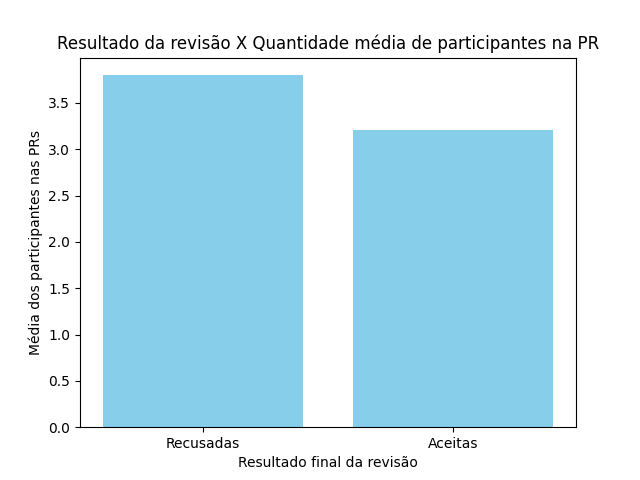 Resultado da revisão X Quantidade média de participantes na PR
Média dos participantes nas PRs
3.5
3.0
2.5
2.0
1.5
1.0
0.5
0.0
Recusadas
Aceitas
Resultado final da revisão